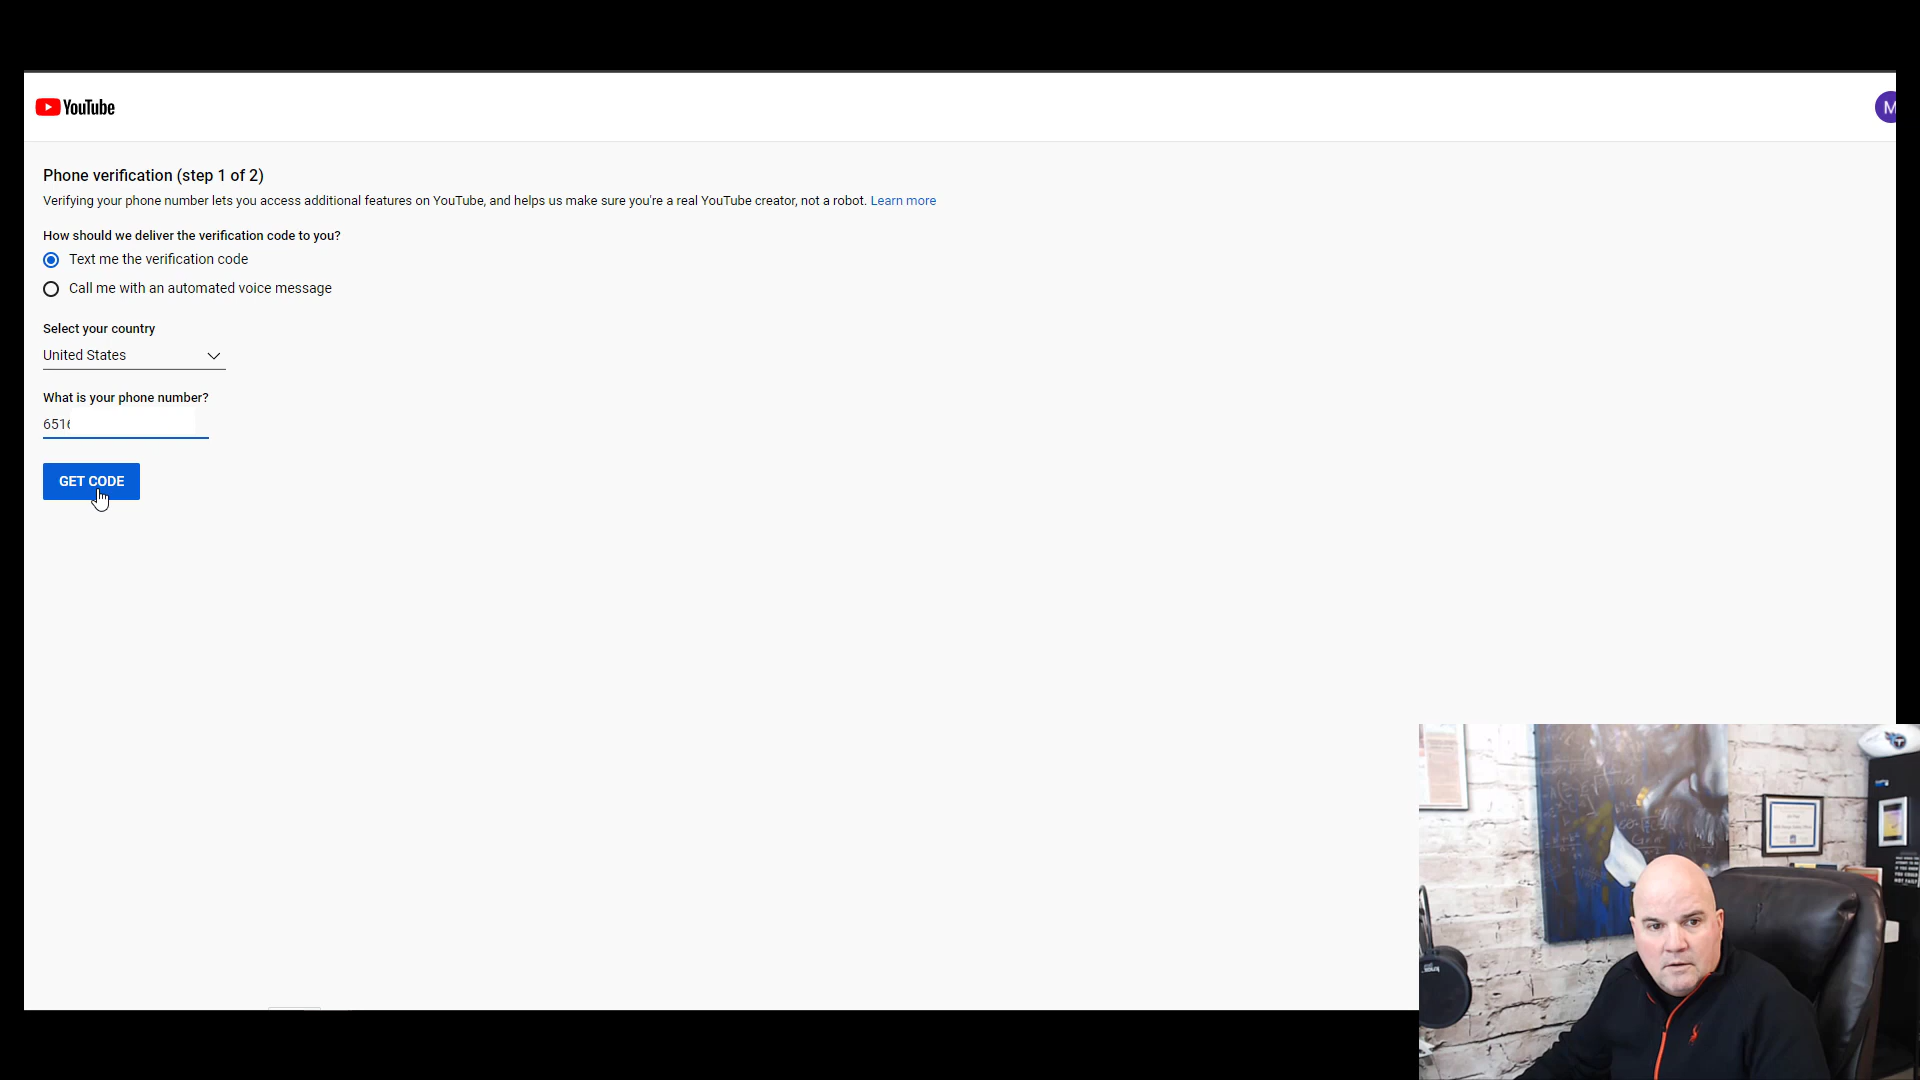 YouTube
M
Phone verification (step 1 of 2)
Verifying your phone number lets you access additional features on YouTube, and helps us make sure you're a real YouTube creator, not a robot. Learn more
How should we deliver the verification code to you?
Text me the verification code
Call me with an automated voice message
Select your country
United States
What is your phone number?
651
GET CODE